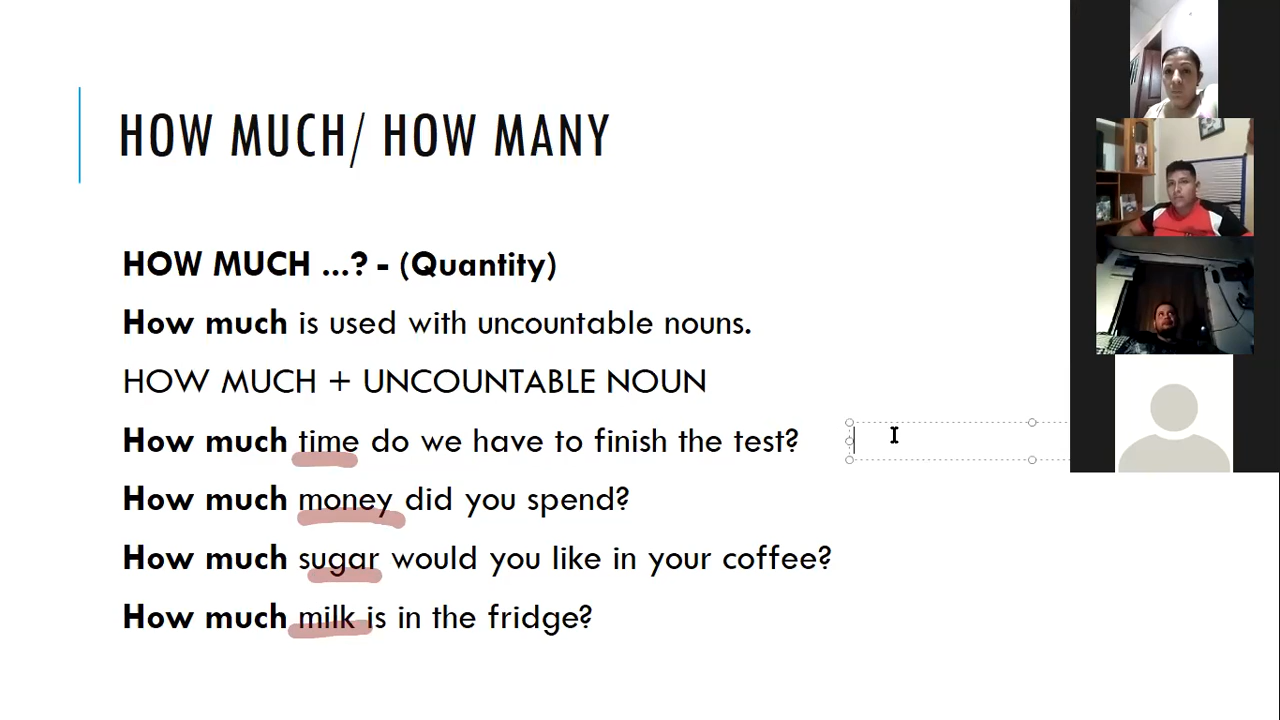 HOW MUCH/ HOW MANY
HOW MUCH ...? - (Quantity)
How much is used with uncountable nouns.
HOW MUCH + UNCOUNTABLE NOUN
How much time do we have to finish the test?
How much money did you spend?
How much sugar would you like in your coffee?
How much milk is in the fridge?